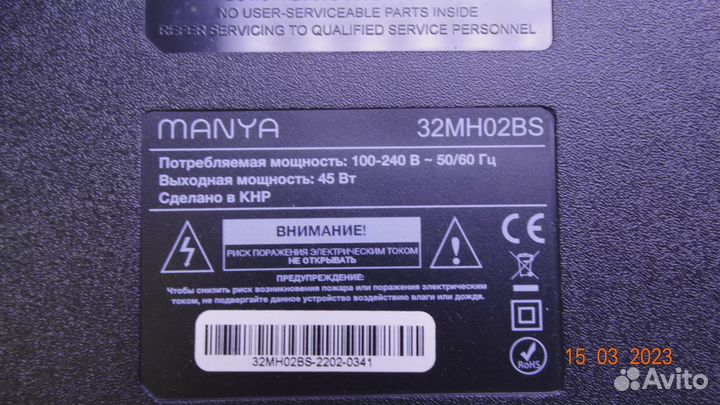 NO USER-SERVICEABLE PARTS INSIDE
REFER SERVICING TO QUALIFIED SERVICE PERSONNEL
MANYA 32MH02BS
Потребляемая мощность: 100-240 В ~ 50/60 Гц
Выходная мощность: 45 Вт
Сделано в КНР
ВНИМАНИЕ!
РИСК ПОРАЖЕНИЯ ЭЛЕКТРИЧЕСКИМ ТОКОМ
НЕ ОТКРЫВАТЬ
CE
ПРЕДУПРЕЖДЕНИЕ:
Чтобы снизить риск возникновения пожара или поражения электрическим
током, не подвергайте данное устройство воздействию влаги или дождя.
32MH02BS-2202-0341
RoHS
15 03 2023
Avito